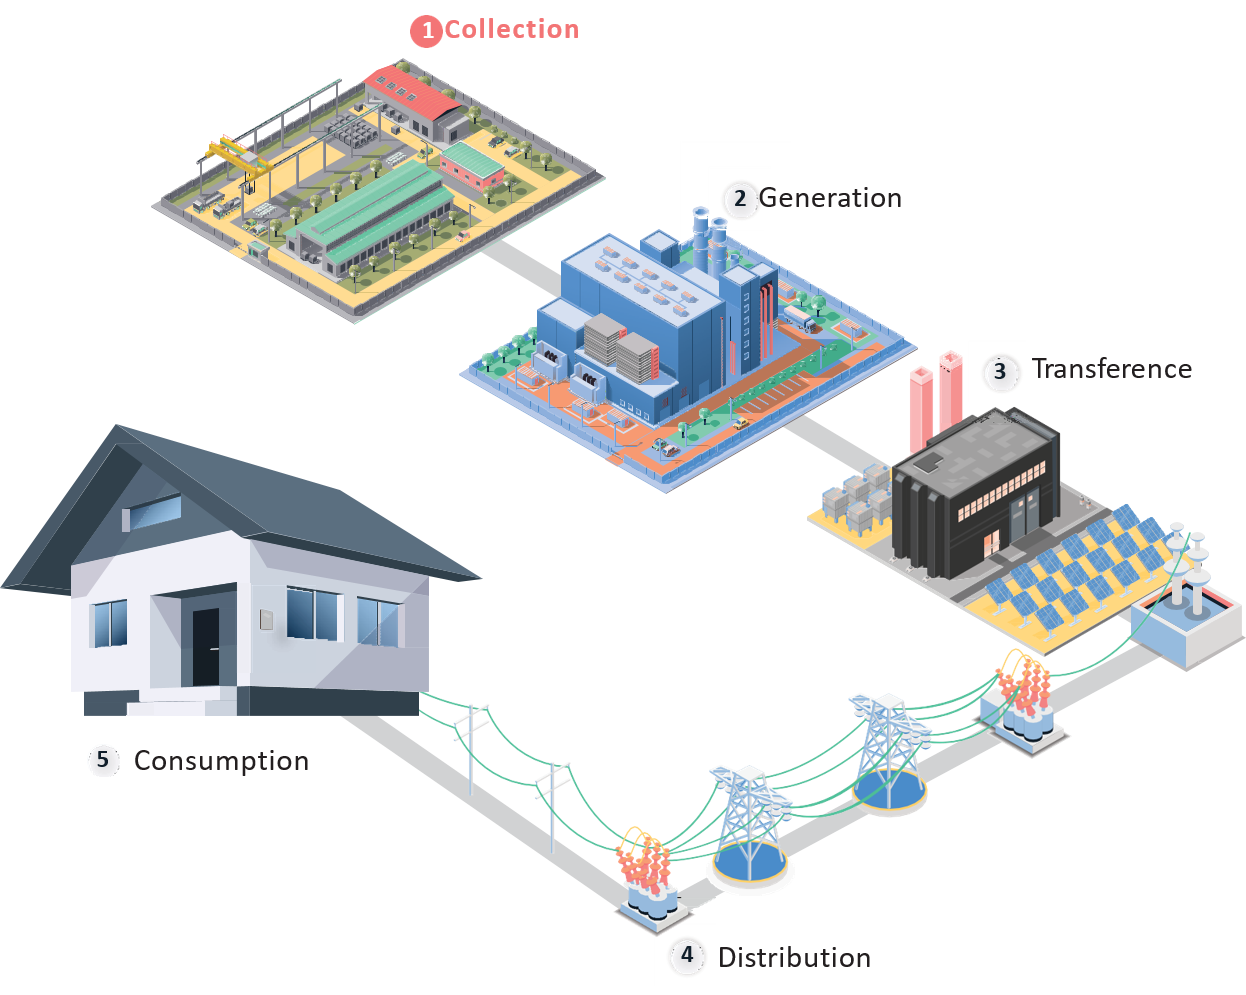 1 Collection
2 Generation
3 Transference
5 Consumption
4 Distribution